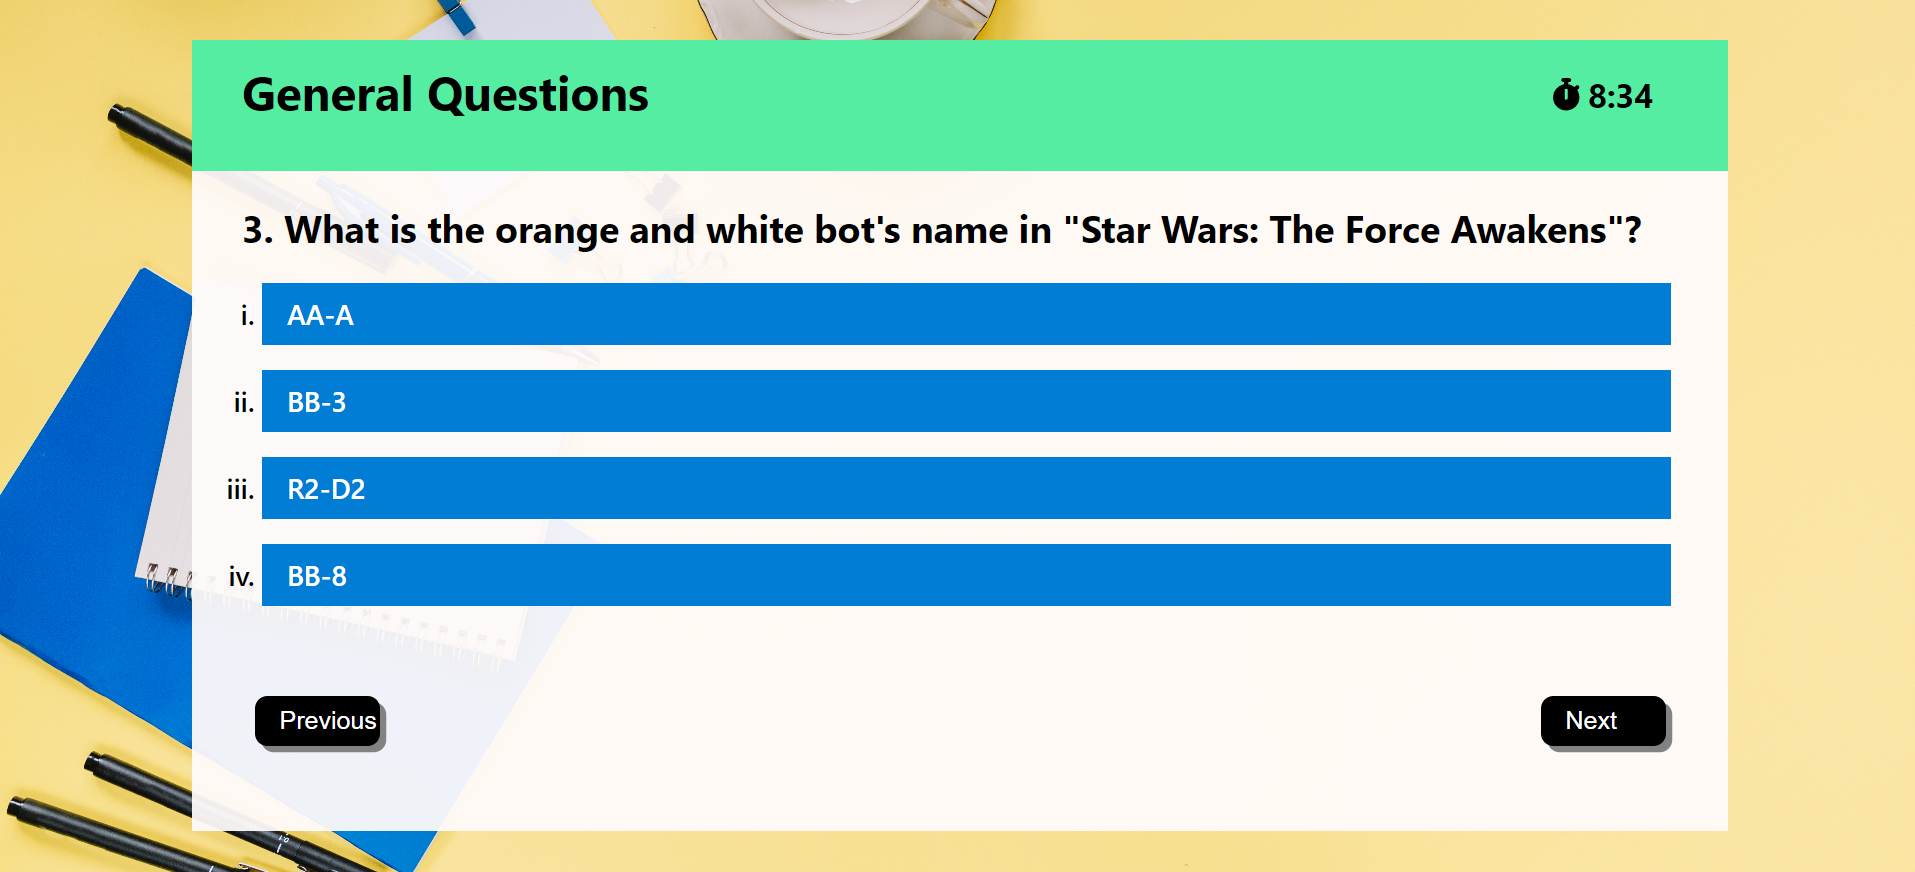 General Questions
8:34
3. What is the orange and white bot's name in "Star Wars: The Force Awakens"?
i. AA-A
ii. BB-3
iii. R2-D2
iv. BB-8
Previous
Next